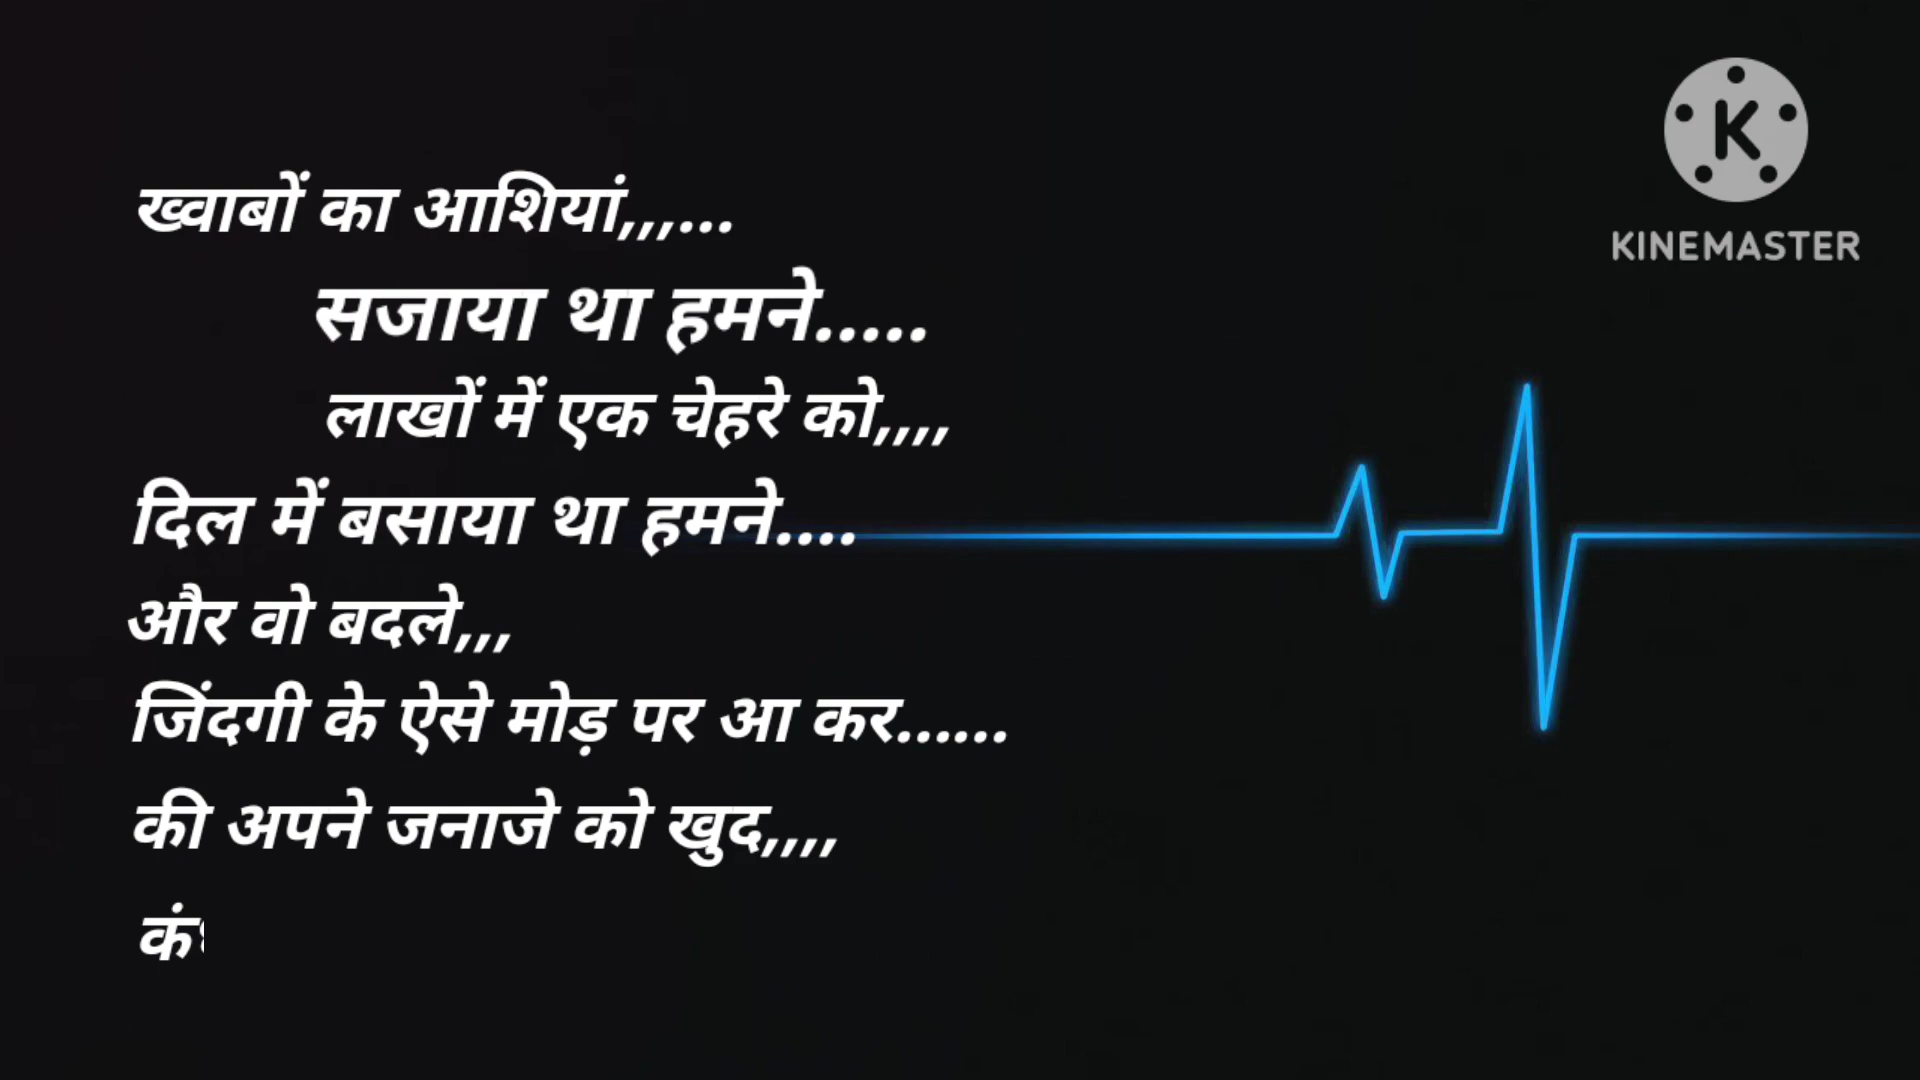 ख्वाबों का आशियां,,,...
सजाया था हमने.....
लाखों में एक चेहरे को,,,,
दिल में बसाया था हमने....
और वो बदले,,,
जिंदगी के ऐसे मोड़ पर आ कर......
की अपने जनाजे को खुद,,,,
K
KINEMASTER